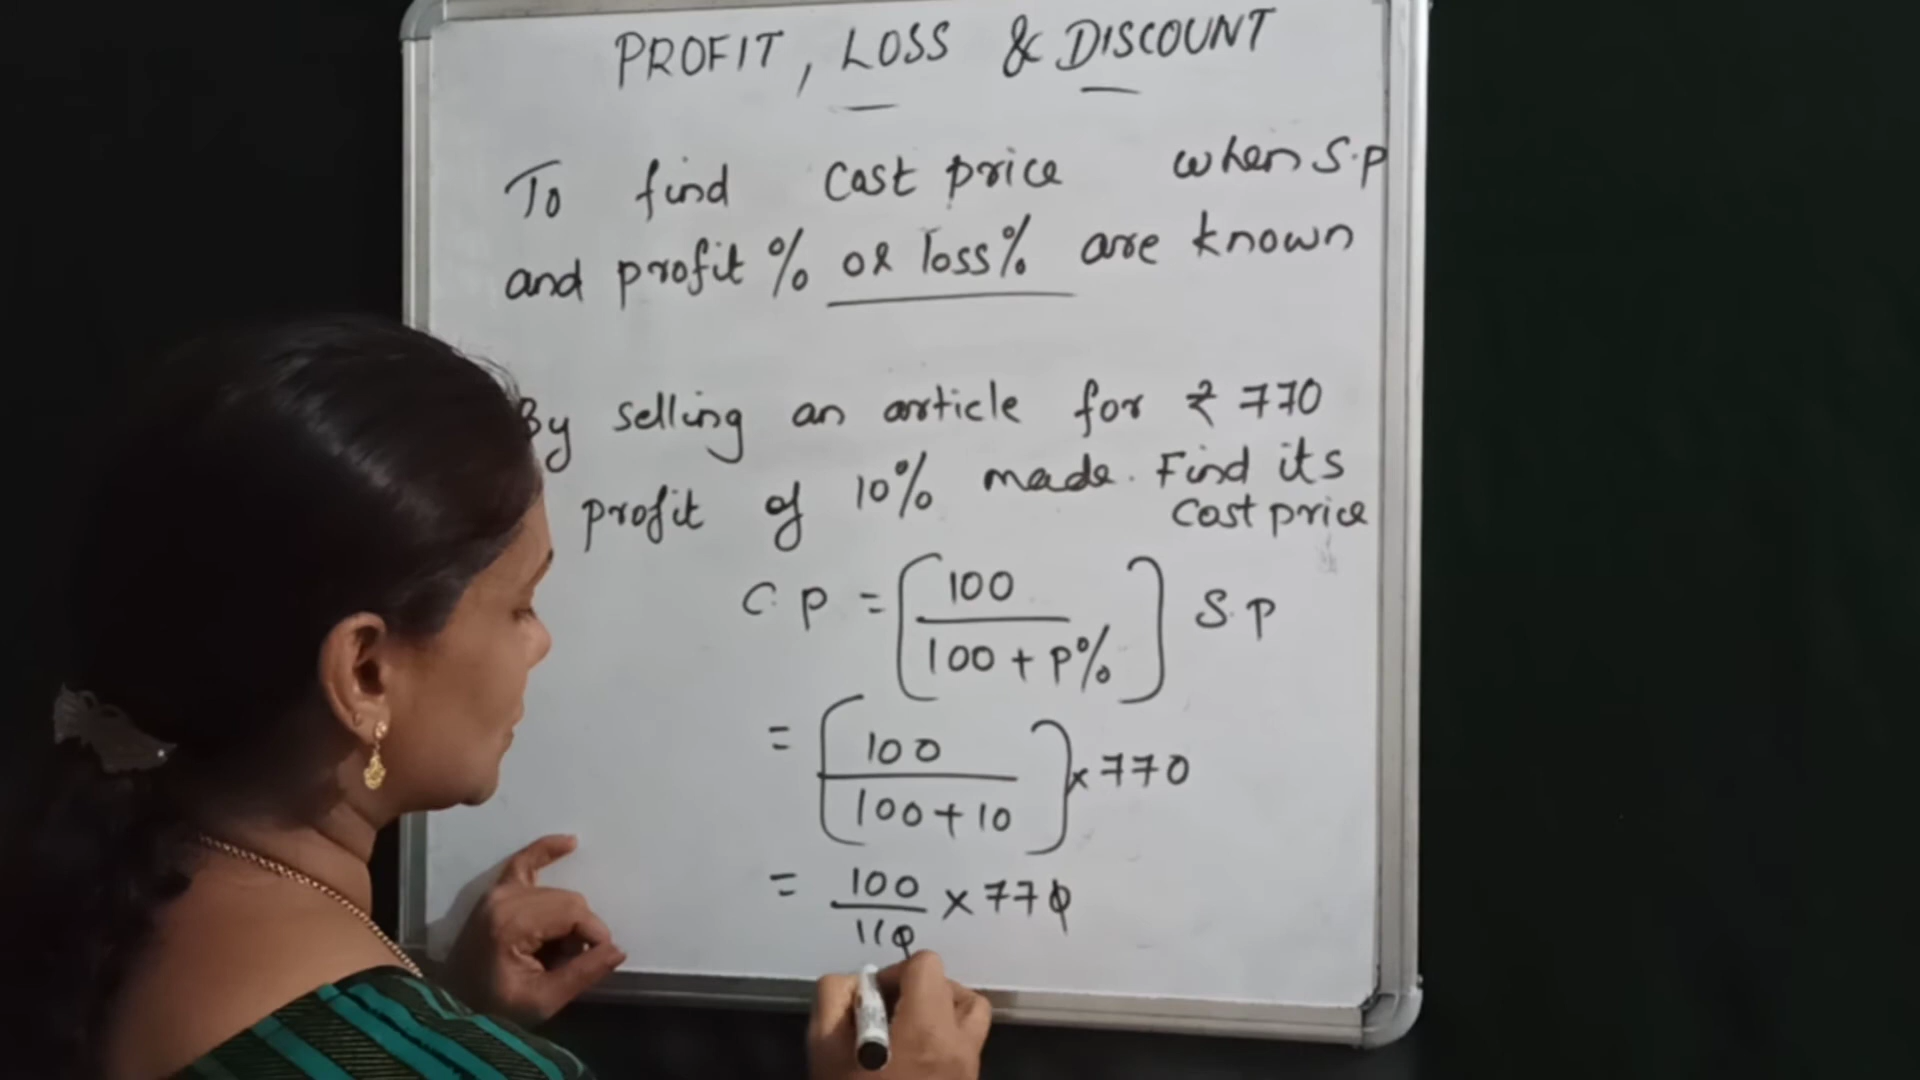 PROFIT, LOSS & DISCOUNT
To find Cost price when S.P
and profit % or loss% are known
By selling an article for ₹ 770
profit of 10% made. Find its
Cost price
C.P = [100 / 100 + P%] S.P
= [100 / 100 + 10] × 770
= 100 / 110 × 770